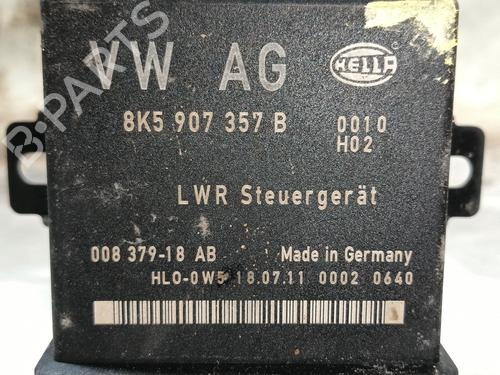 VW AG
HELLA
8K5 907 357 B 0010
H02
LWR Steuergerät
008 379-18 AB Made in Germany
HLO-0W5 18.07.11 0002 0640
B-PARTS